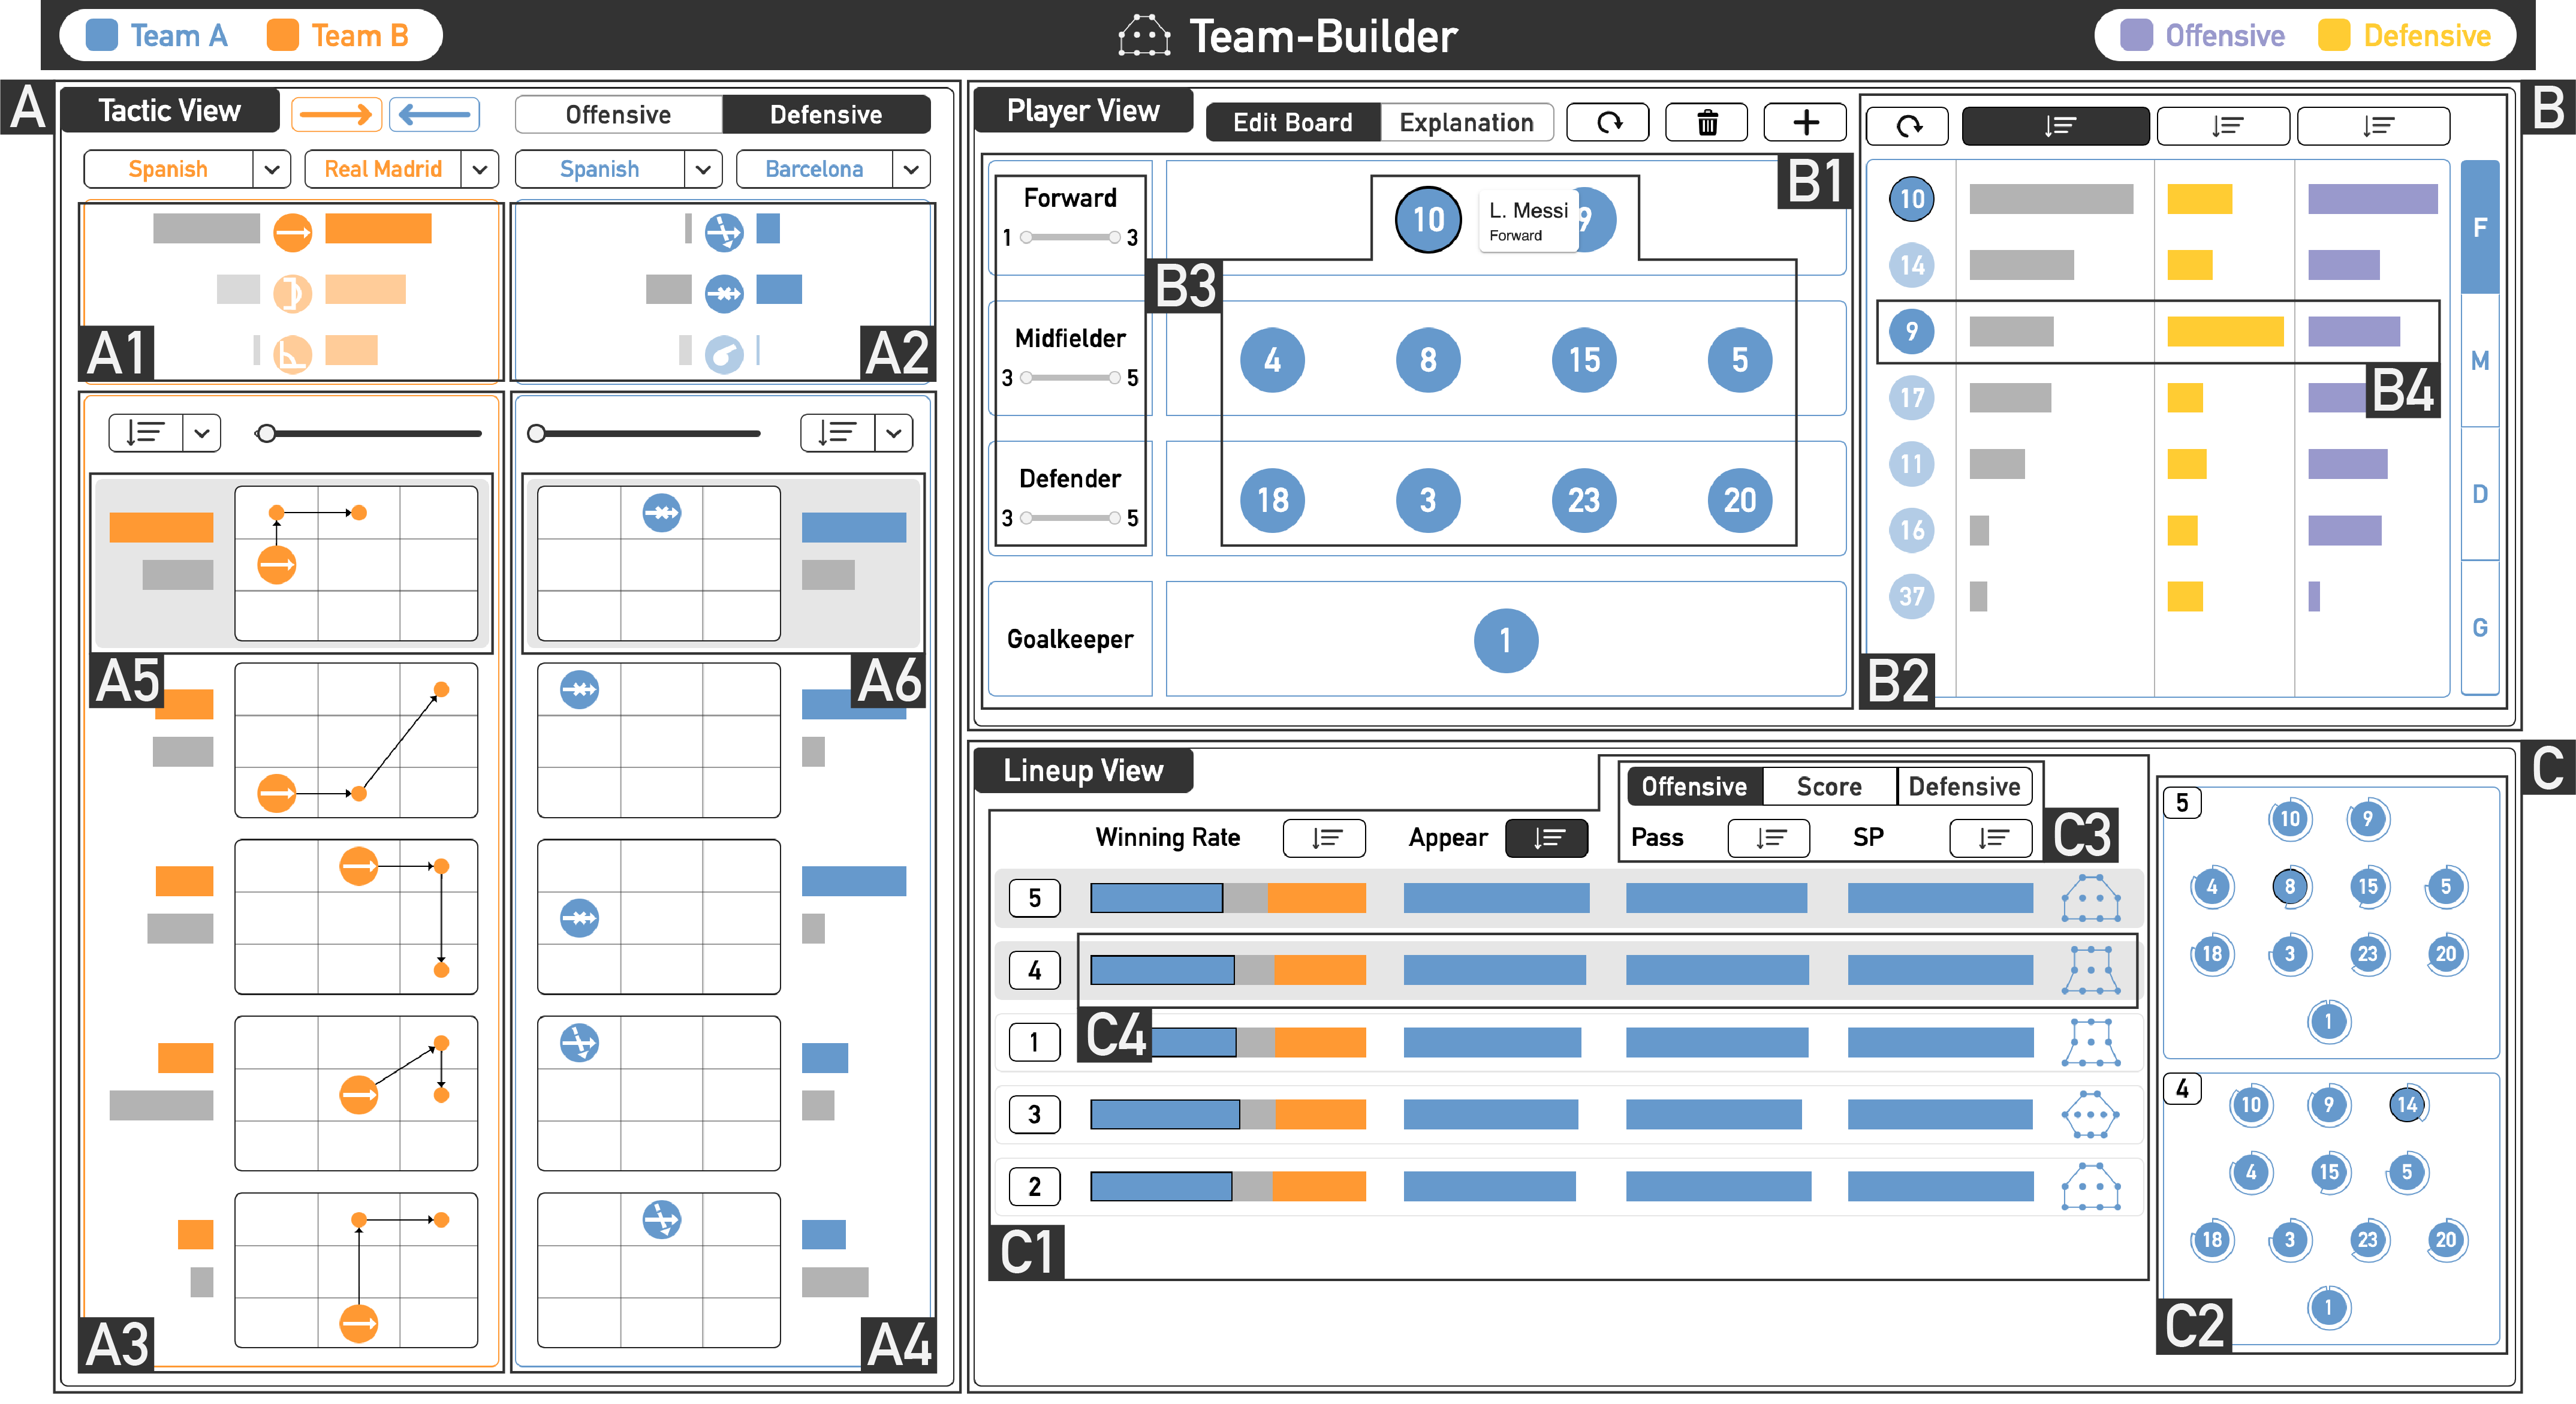 Team A Team B
Team-Builder
Offensive Defensive
A
Tactic View
Offensive Defensive
Spanish Real Madrid Spanish Barcelona
A1
A2
A5
A6
A3
A4
B
Player View
Edit Board Explanation
B1
Forward
1 3
10 L. Messi 9
Forward
B3
Midfielder
3 5
4 8 15 5
Defender
3 5
18 3 23 20
Goalkeeper
1
10
14
9
17
11
16
37
F
M
D
G
B4
B2
C
Lineup View
Offensive Score Defensive
Winning Rate Appear Pass SP
C3
5
4
C4
1
3
2
C1
5
10 9
4 8 15 5
18 3 23 20
1
4
10 9 14
4 15 5
18 3 23 20
1
C2